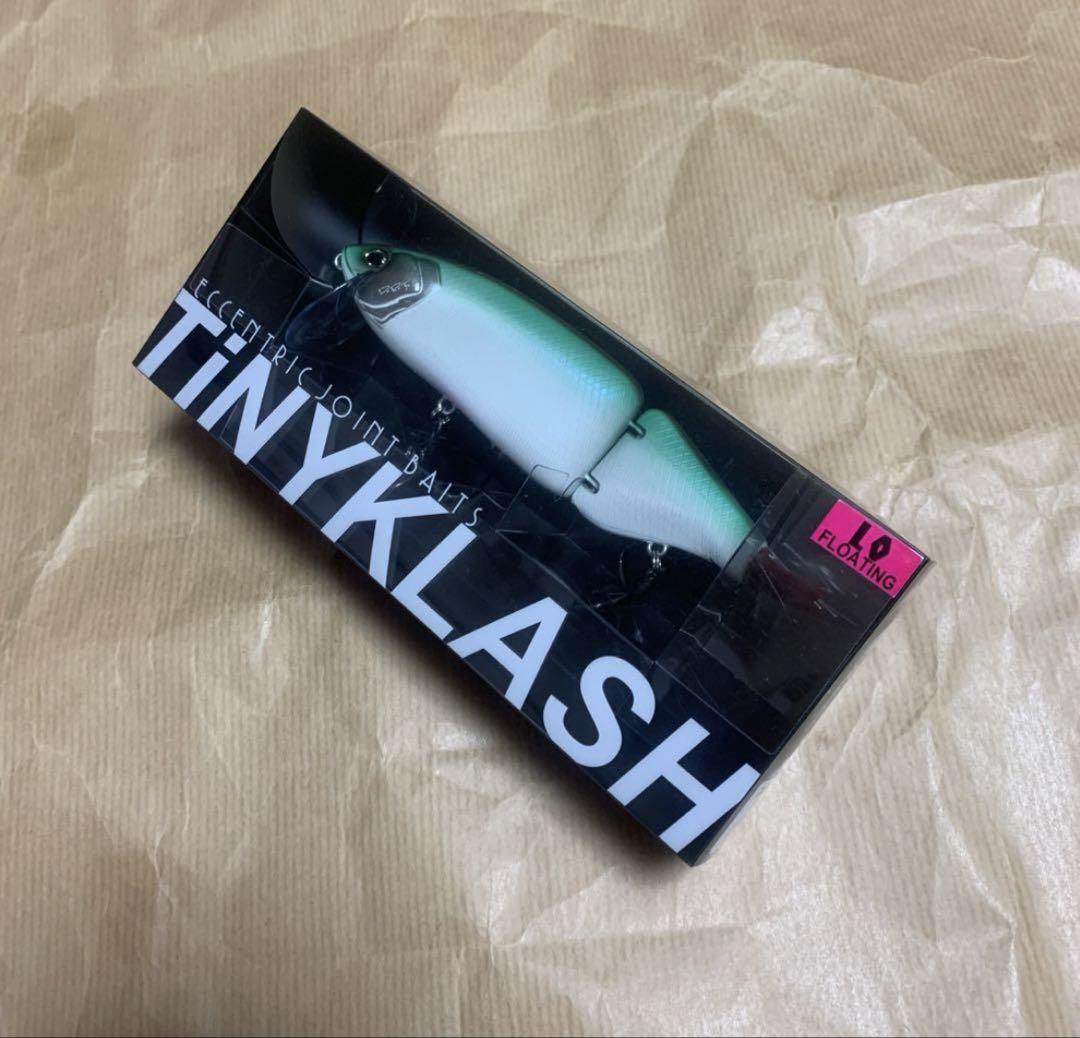 ECCENTRIC JOINT BAITS
TiNYKLASH
LO
FLOATING